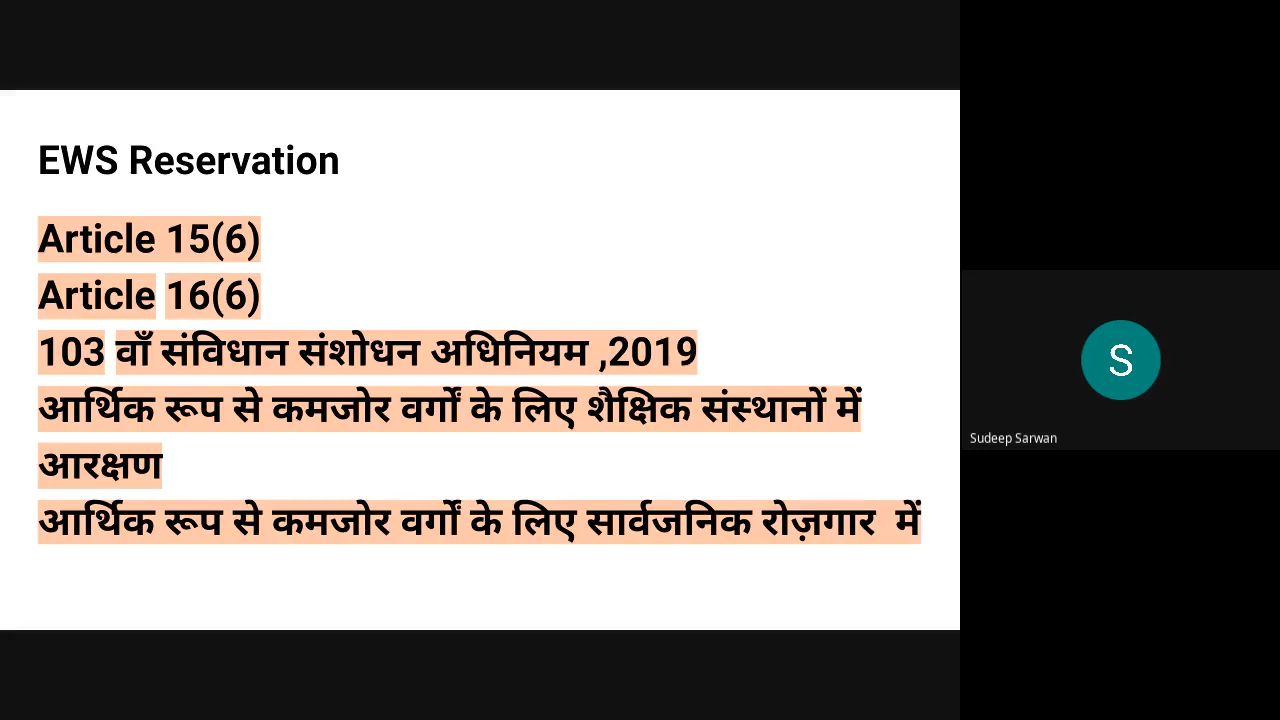 EWS Reservation
Article 15(6)
Article 16(6)
103 वाँ संविधान संशोधन अधिनियम ,2019
आर्थिक रूप से कमजोर वर्गों के लिए शैक्षिक संस्थानों में
आरक्षण
आर्थिक रूप से कमजोर वर्गों के लिए सार्वजनिक रोज़गार में
S
Sudeep Sarwan